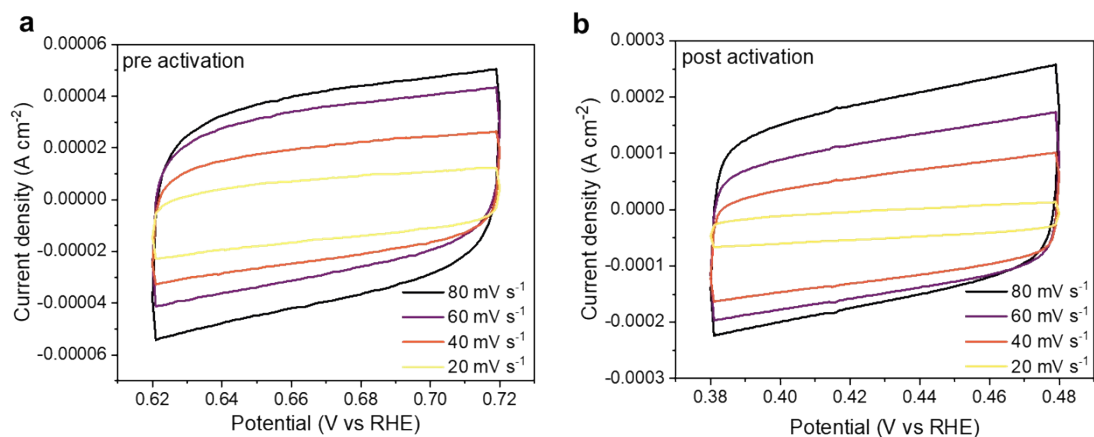 a
pre activation
0.00006
0.00004
0.00002
0.00000
-0.00002
-0.00004
-0.00006
Current density (A cm⁻²)
80 mV s⁻¹
60 mV s⁻¹
40 mV s⁻¹
20 mV s⁻¹
0.62 0.64 0.66 0.68 0.70 0.72
Potential (V vs RHE)
b
post activation
0.0003
0.0002
0.0001
0.0000
-0.0001
-0.0002
-0.0003
Current density (A cm⁻²)
80 mV s⁻¹
60 mV s⁻¹
40 mV s⁻¹
20 mV s⁻¹
0.38 0.40 0.42 0.44 0.46 0.48
Potential (V vs RHE)